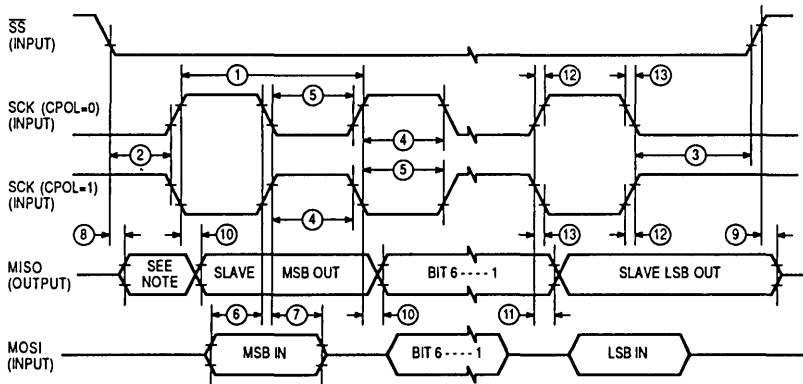 SS
(INPUT)
1
12
13
5
SCK (CPOL=0)
(INPUT)
4
2
3
5
SCK (CPOL=1)
(INPUT)
4
8
10
13
12
9
MISO
(OUTPUT)
SEE
NOTE
SLAVE
MSB OUT
BIT 6 - - - - 1
SLAVE LSB OUT
6
7
10
11
MOSI
(INPUT)
MSB IN
BIT 6 - - - - 1
LSB IN